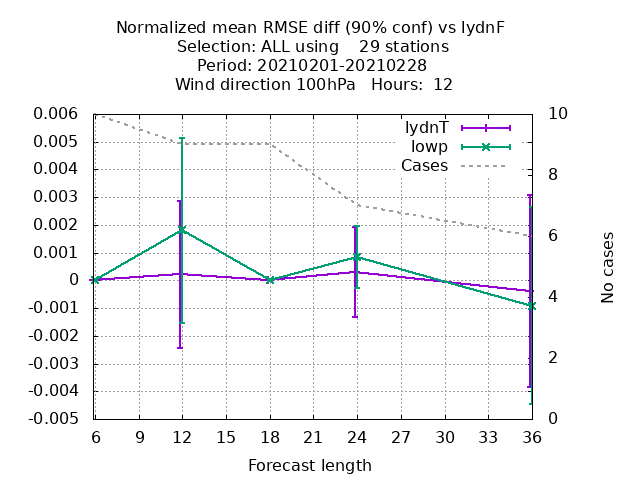 Normalized mean RMSE diff (90% conf) vs lydnF
Selection: ALL using    29 stations
Period: 20210201-20210228
Wind direction 100hPa   Hours:  12
lydnT
lowp
Cases
0.006
0.005
0.004
0.003
0.002
0.001
0
-0.001
-0.002
-0.003
-0.004
-0.005
10
8
6
4
2
0
No cases
6 9 12 15 18 21 24 27 30 33 36
Forecast length